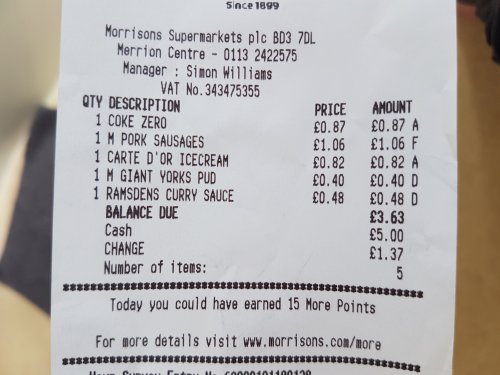 Since 1899
Morrisons Supermarkets plc BD3 7DL
Merrion Centre - 0113 2422575
Manager : Simon Williams
VAT No.343475355
QTY DESCRIPTION PRICE AMOUNT
1 COKE ZERO £0.87 £0.87 A
1 M PORK SAUSAGES £1.06 £1.06 F
1 CARTE D'OR ICECREAM £0.82 £0.82 A
1 M GIANT YORKS PUD £0.40 £0.40 D
1 RAMSDENS CURRY SAUCE £0.48 £0.48 D
BALANCE DUE £3.63
Cash £5.00
CHANGE £1.37
Number of items: 5
Today you could have earned 15 More Points
For more details visit www.morrisons.com/more